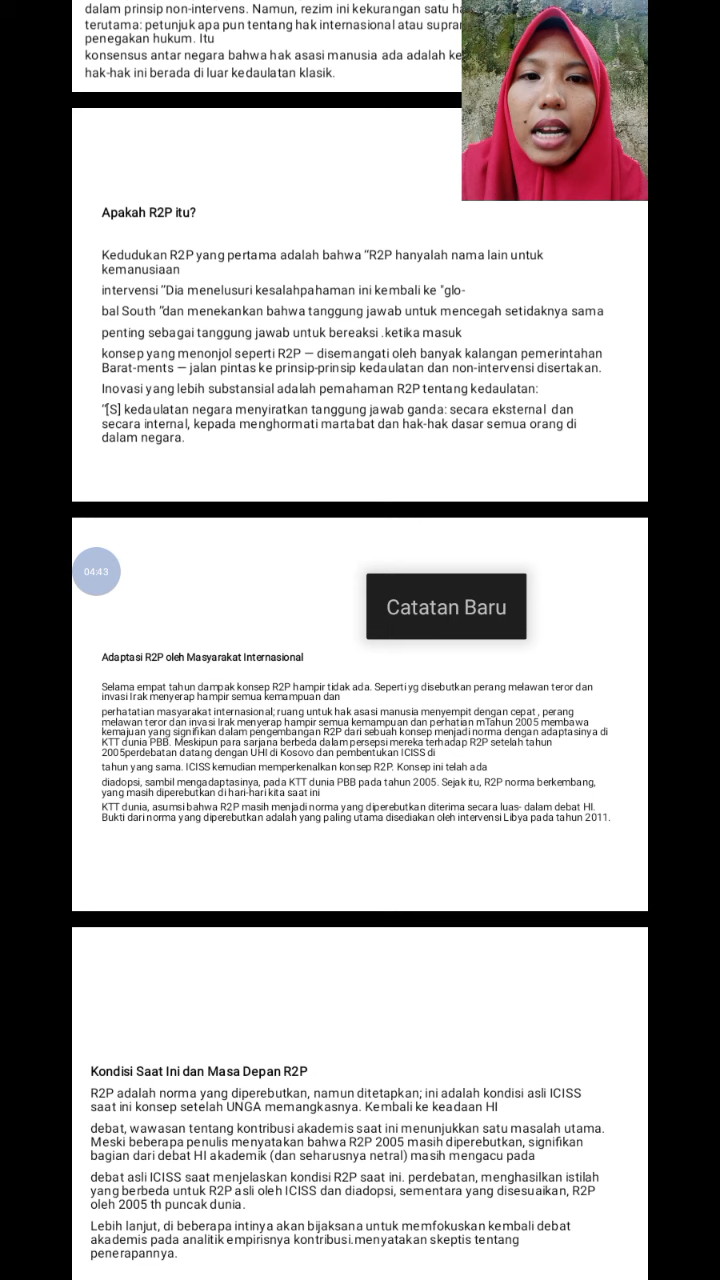 dalam prinsip non-intervens. Namun, rezim ini kekurangan satu
terutama: petunjuk apa pun tentang hak internasional atau
penegakan hukum. Itu
konsensus antar negara bahwa hak asasi manusia ada adalah
hak-hak ini berada di luar kedaulatan klasik.
Apakah R2P itu?
Kedudukan R2P yang pertama adalah bahwa “R2P hanyalah nama lain untuk
kemanusiaan
intervensi “Dia menelusuri kesalahpahaman ini kembali ke "glo-
bal South “dan menekankan bahwa tanggung jawab untuk mencegah setidaknya sama
penting sebagai tanggung jawab untuk bereaksi .ketika masuk
konsep yang menonjol seperti R2P — disemangati oleh banyak kalangan pemerintahan
Barat-ments — jalan pintas ke prinsip-prinsip kedaulatan dan non-intervensi disertakan.
Inovasi yang lebih substansial adalah pemahaman R2P tentang kedaulatan:
“[S] kedaulatan negara menyiratkan tanggung jawab ganda: secara eksternal dan
secara internal, kepada menghormati martabat dan hak-hak dasar semua orang di
dalam negara.
04:43
Catatan Baru
Adaptasi R2P oleh Masyarakat Internasional
Selama empat tahun dampak konsep R2P hampir tidak ada. Seperti yg disebutkan perang melawan teror dan
invasi Irak menyerap hampir semua kemampuan dan
perhatatian masyarakat internasional; ruang untuk hak asasi manusia menyempit dengan cepat , perang
melawan teror dan invasi Irak menyerap hampir semua kemampuan dan perhatian mTahun 2005 membawa
kemajuan yang signifikan dalam pengembangan R2P dari sebuah konsep menjadi norma dengan adaptasinya di
KTT dunia PBB. Meskipun para sarjana berbeda dalam persepsi mereka terhadap R2P setelah tahun
2005perdebatan datang dengan UHI di Kosovo dan pembentukan ICISS di
tahun yang sama. ICISS kemudian memperkenalkan konsep R2P. Konsep ini telah ada
diadopsi, sambil mengadaptasinya, pada KTT dunia PBB pada tahun 2005. Sejak itu, R2P norma berkembang,
yang masih diperebutkan di hari-hari kita saat ini
KTT dunia, asumsi bahwa R2P masih menjadi norma yang diperebutkan diterima secara luas- dalam debat HI.
Bukti dari norma yang diperebutkan adalah yang paling utama disediakan oleh intervensi Libya pada tahun 2011.
Kondisi Saat Ini dan Masa Depan R2P
R2P adalah norma yang diperebutkan, namun ditetapkan; ini adalah kondisi asli ICISS
saat ini konsep setelah UNGA memangkasnya. Kembali ke keadaan HI
debat, wawasan tentang kontribusi akademis saat ini menunjukkan satu masalah utama.
Meski beberapa penulis menyatakan bahwa R2P 2005 masih diperebutkan, signifikan
bagian dari debat HI akademik (dan seharusnya netral) masih mengacu pada
debat asli ICISS saat menjelaskan kondisi R2P saat ini. perdebatan, menghasilkan istilah
yang berbeda untuk R2P asli oleh ICISS dan diadopsi, sementara yang disesuaikan, R2P
oleh 2005 th puncak dunia.
Lebih lanjut, di beberapa intinya akan bijaksana untuk memfokuskan kembali debat
akademis pada analitik empirisnya kontribusi.menyatakan skeptis tentang
penerapannya.